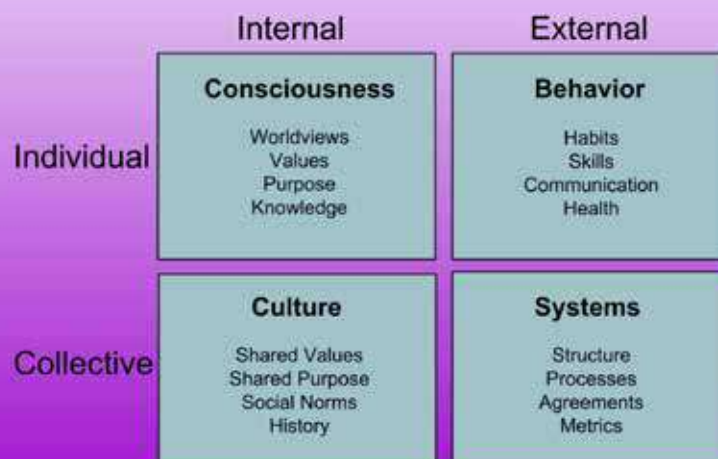 Internal
External
Individual
Consciousness
Worldviews
Values
Purpose
Knowledge
Behavior
Habits
Skills
Communication
Health
Collective
Culture
Shared Values
Shared Purpose
Social Norms
History
Systems
Structure
Processes
Agreements
Metrics